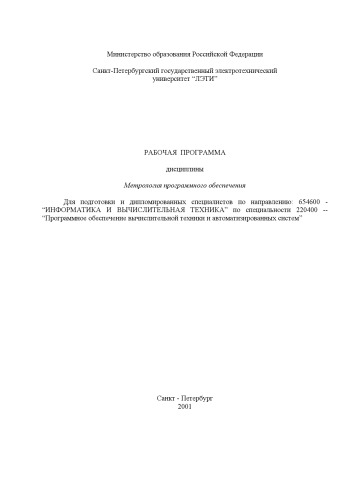 Министерство образования Российской Федерации
Санкт-Петербургский государственный электротехнический
университет “ЛЭТИ”
РАБОЧАЯ ПРОГРАММА
дисциплины
Метрология программного обеспечения
Для подготовки и дипломированных специалистов по направлению: 654600 -
“ИНФОРМАТИКА И ВЫЧИСЛИТЕЛЬНАЯ ТЕХНИКА” по специальности 220400 --
“Программное обеспечение вычислительной техники и автоматизированных систем”
Санкт - Петербург
2001